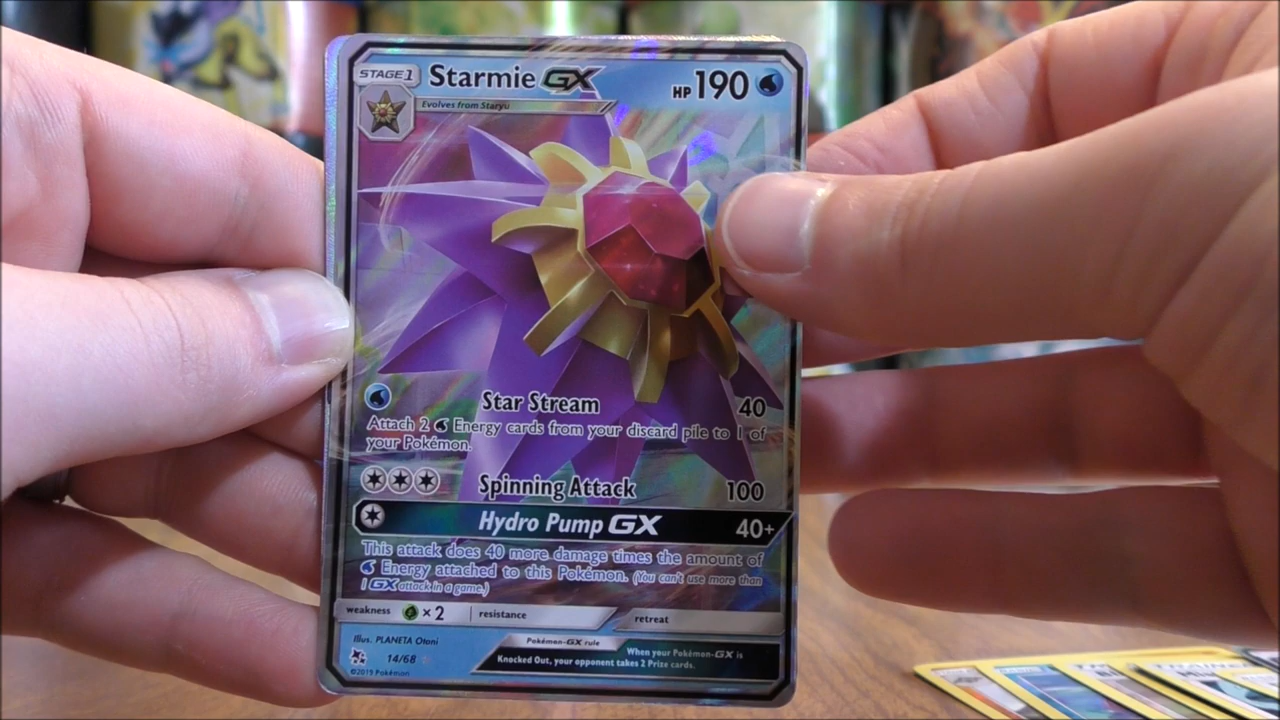 STAGE 1 Starmie GX HP 190
Evolves from Staryu
Star Stream 40
Attach 2 Energy cards from your discard pile to 1 of
your Pokémon.
Spinning Attack 100
Hydro Pump GX 40+
This attack does 40 more damage times the amount of
Energy attached to this Pokémon. (You can't use more than
1 GX attack in a game.)
weakness ×2 resistance retreat
Illus. PLANETA Otani
Pokémon-GX rule
When your Pokémon-GX is
Knocked Out, your opponent takes 2 Prize cards.
14/68
©2019 Pokémon